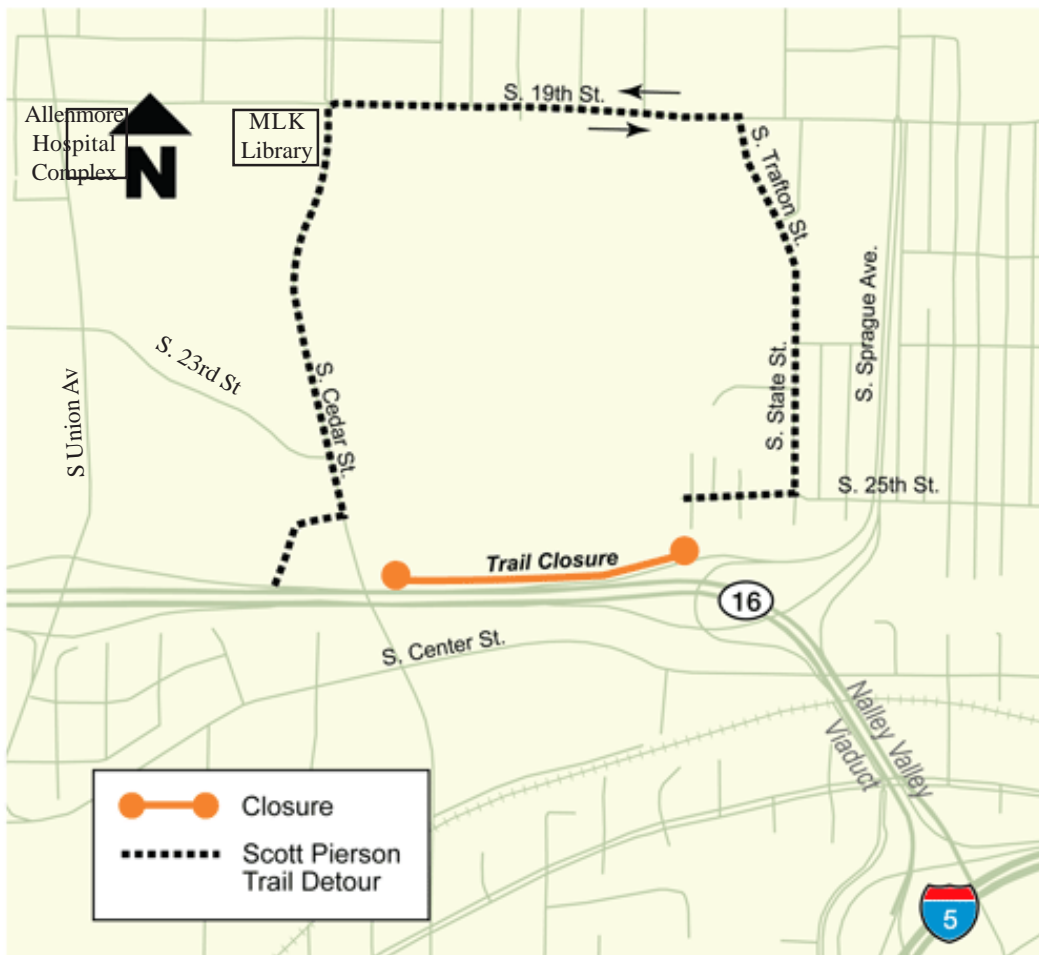 S. 19th St.
Allenmore
Hospital
Complex
N
MLK
Library
S. Trafton St.
S. Sprague Ave.
S. 23rd St
S. Cedar St.
S. State St.
S Union Av
S. 25th St.
Trail Closure
16
S. Center St.
Nalley Valley
Viaduct
Closure
Scott Pierson
Trail Detour
5